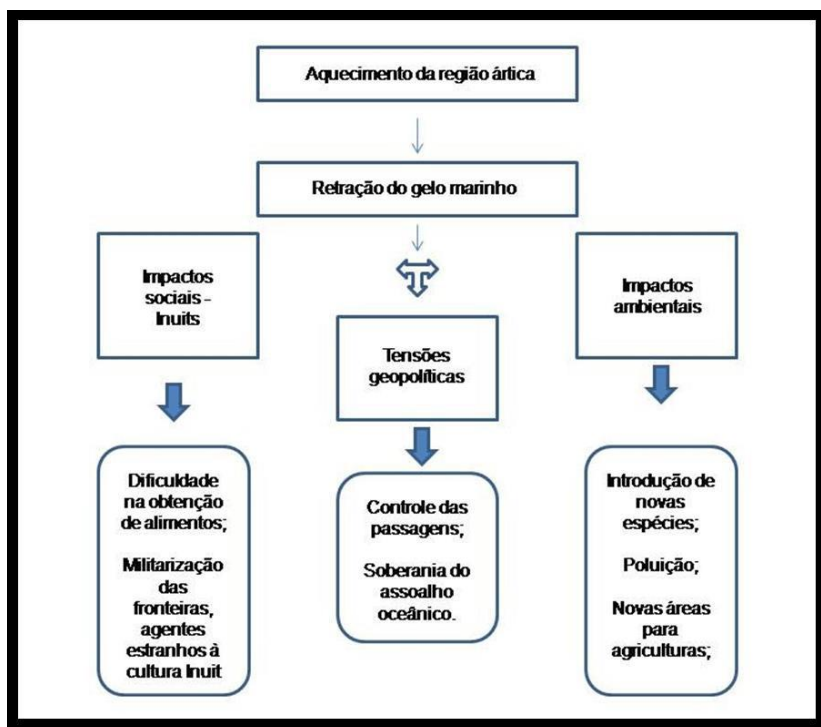 Aquecimento da região ártica
Retração do gelo marinho
Impactos
sociais -
Inuits
Dificuldade
na obtenção
de alimentos;
Militarização
das
fronteiras,
agentes
estranhos à
cultura Inuit
Tensões
geopolíticas
Controle das
passagens;
Soberania do
assoalho
oceânico.
Impactos
ambientais
Introdução de
novas
espécies;
Poluição;
Novas áreas
para
agriculturas;